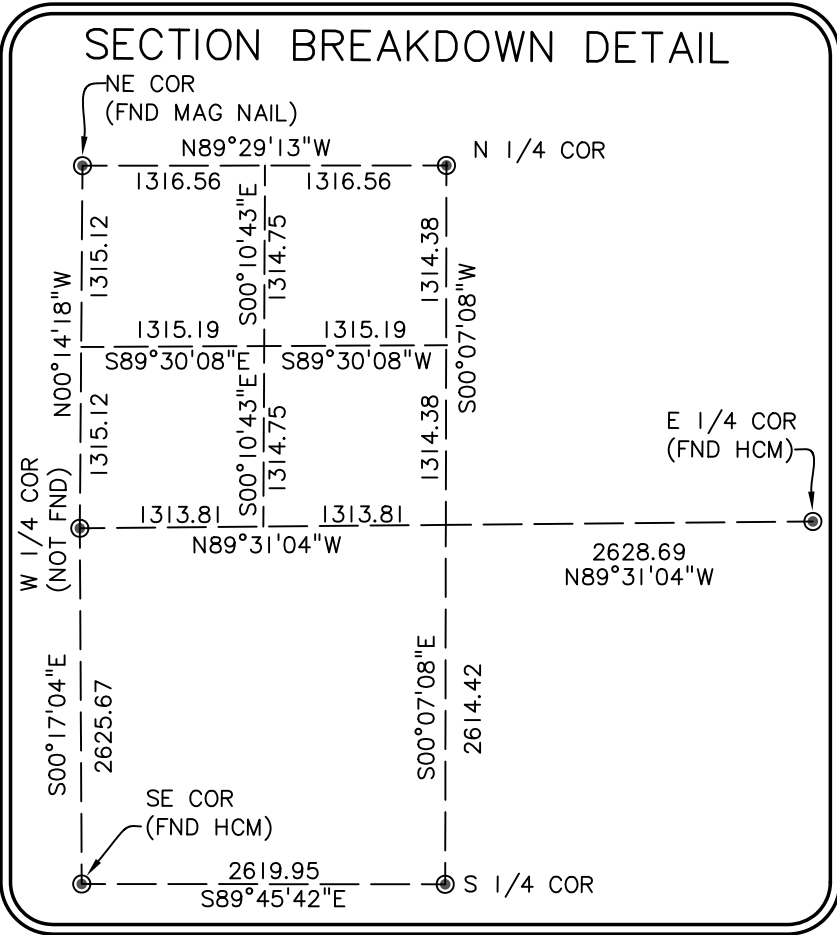 SECTION BREAKDOWN DETAIL
NE COR
(FND MAG NAIL)
N89°29'13"W
N 1/4 COR
1316.56
1316.56
1315.12
S00°10'43"E
1314.75
1314.38
N00°14'18"W
S00°07'08"W
1315.19
1315.19
S89°30'08"E
S89°30'08"W
1315.12
S00°10'43"E
1314.75
1314.38
E 1/4 COR
(FND HCM)
W 1/4 COR
(NOT FND)
1313.81
1313.81
N89°31'04"W
2628.69
N89°31'04"W
S00°17'04"E
2625.67
S00°07'08"E
2614.42
SE COR
(FND HCM)
2619.95
S89°45'42"E
S 1/4 COR